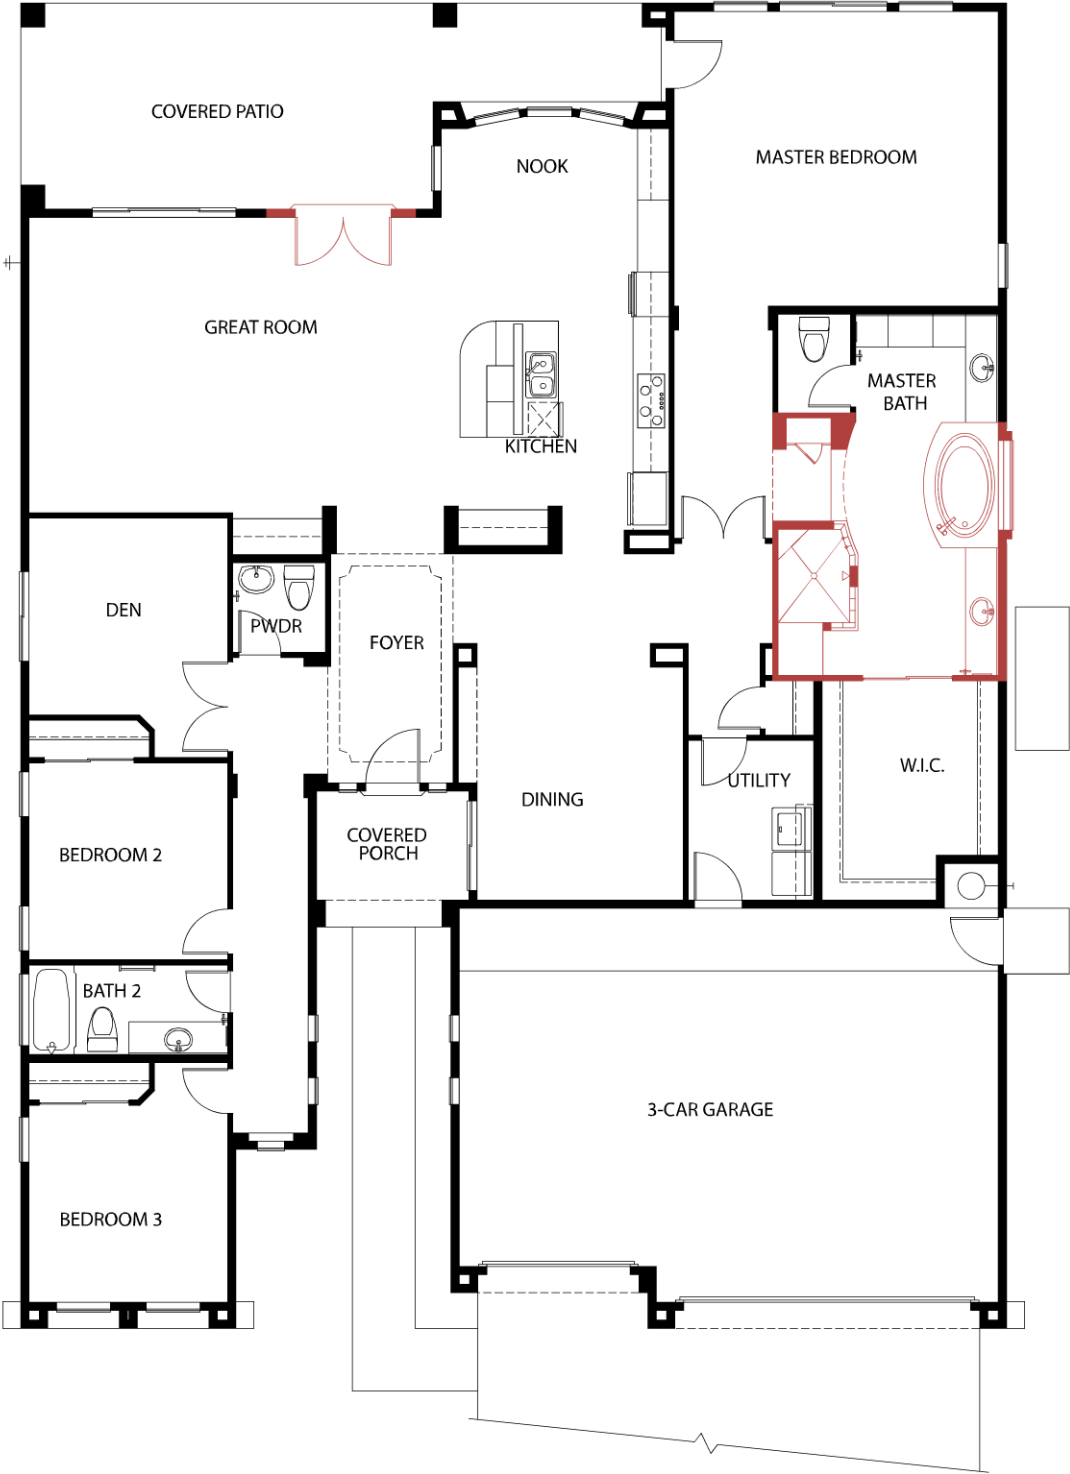 COVERED PATIO
NOOK
MASTER BEDROOM
GREAT ROOM
MASTER
BATH
KITCHEN
DEN
PWDR
FOYER
W.I.C.
UTILITY
DINING
COVERED
PORCH
BEDROOM 2
BATH 2
3-CAR GARAGE
BEDROOM 3